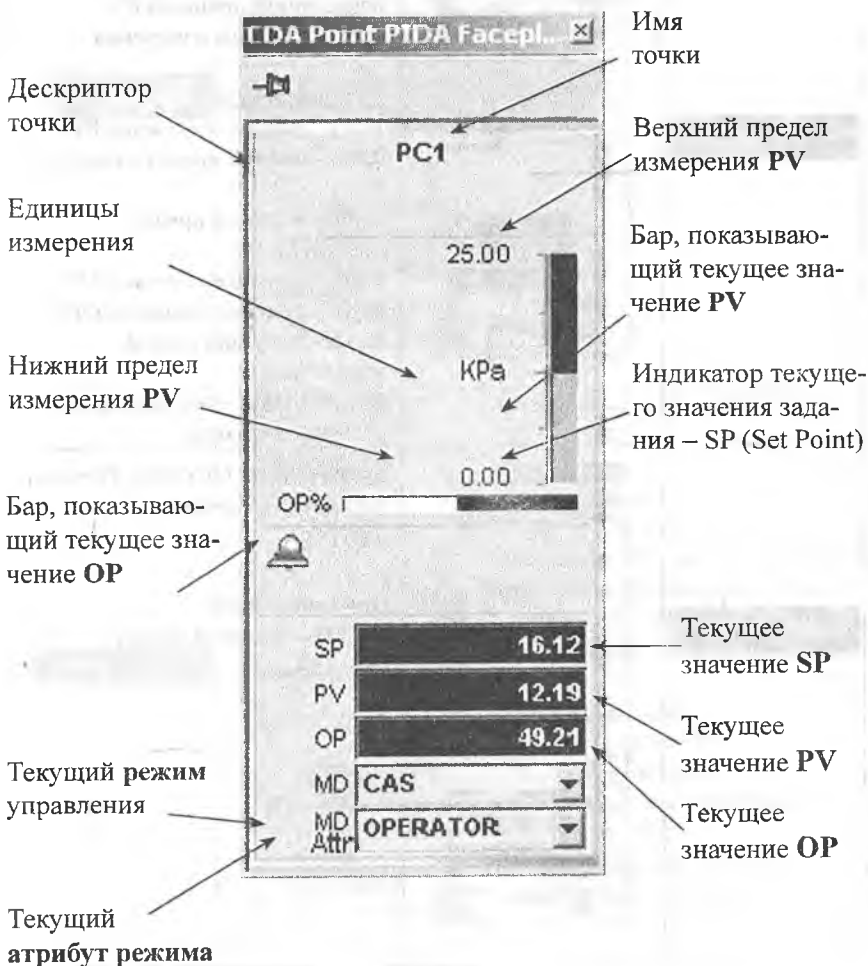 CDA Point PIDA Facepl...
Имя
точки
Дескриптор
точки
PC1
Верхний предел
измерения PV
Единицы
измерения
25.00
Бар, показываю-
щий текущее зна-
чение PV
KPa
Нижний предел
измерения PV
Индикатор текуще-
го значения зада-
ния – SP (Set Point)
0.00
OP%
Бар, показываю-
щий текущее зна-
чение OP
SP 16.12
Текущее
значение SP
PV 12.19
Текущее
значение PV
OP 49.21
Текущий режим
управления
MD CAS
Текущее
значение OP
MD Attr OPERATOR
Текущий
атрибут режима